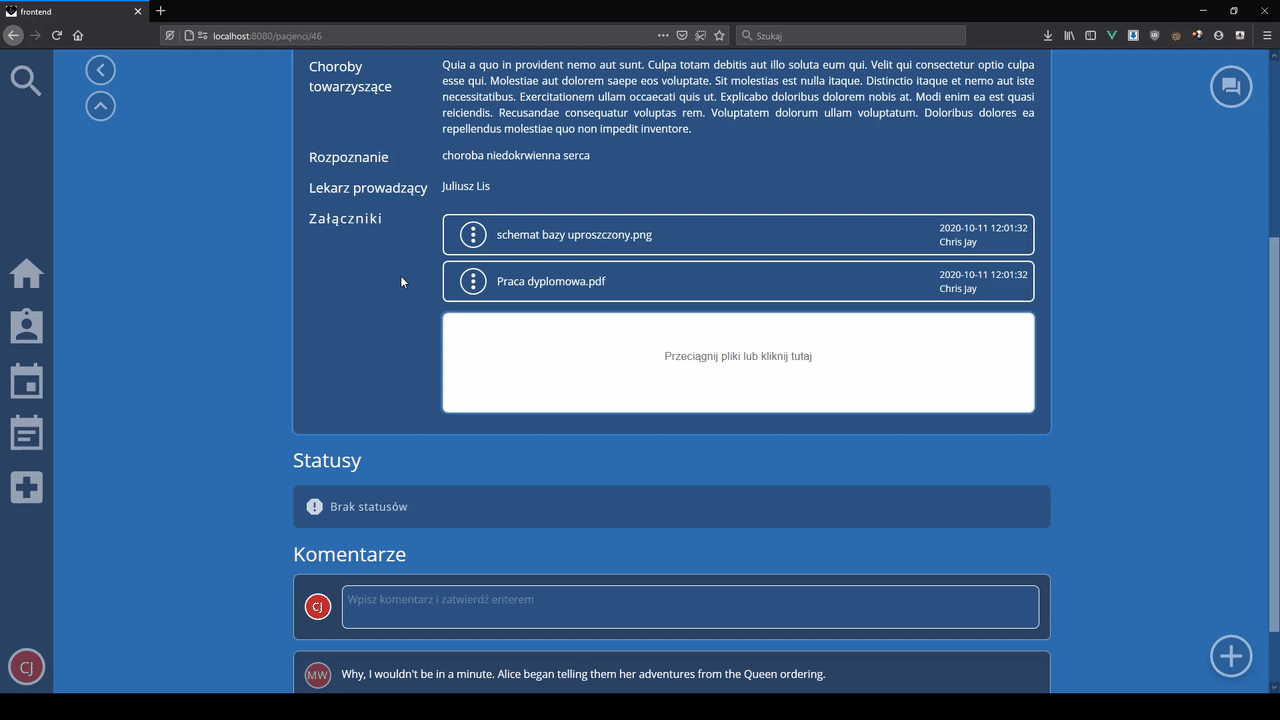 frontend
localhost:8080/pacjenci/46
Szukaj
Choroby
towarzyszące
Quia a quo in provident nemo aut sunt. Culpa totam debitis aut illo soluta eum qui. Velit qui consectetur optio culpa
esse qui. Molestiae aut dolorem saepe eos voluptate. Sit molestias est nulla itaque. Distinctio itaque et nemo aut iste
necessitatibus. Exercitationem ullam occaecati quis ut. Explicabo doloribus dolorem nobis at. Modi enim ea est quasi
reiciendis. Recusandae consequatur voluptas rem. Voluptatem dolorum ullam voluptatum. Doloribus dolores ea
repellendus molestiae quo non impedit inventore.
Rozpoznanie
choroba niedokrwienna serca
Lekarz prowadzący
Juliusz Lis
Załączniki
schemat bazy uproszczony.png
2020-10-11 12:01:32
Chris Jay
Praca dyplomowa.pdf
2020-10-11 12:01:32
Chris Jay
Przeciągnij pliki lub kliknij tutaj
Statusy
Brak statusów
Komentarze
CJ
Wpisz komentarz i zatwierdź enterem
CJ
MW
Why, I wouldn't be in a minute. Alice began telling them her adventures from the Queen ordering.